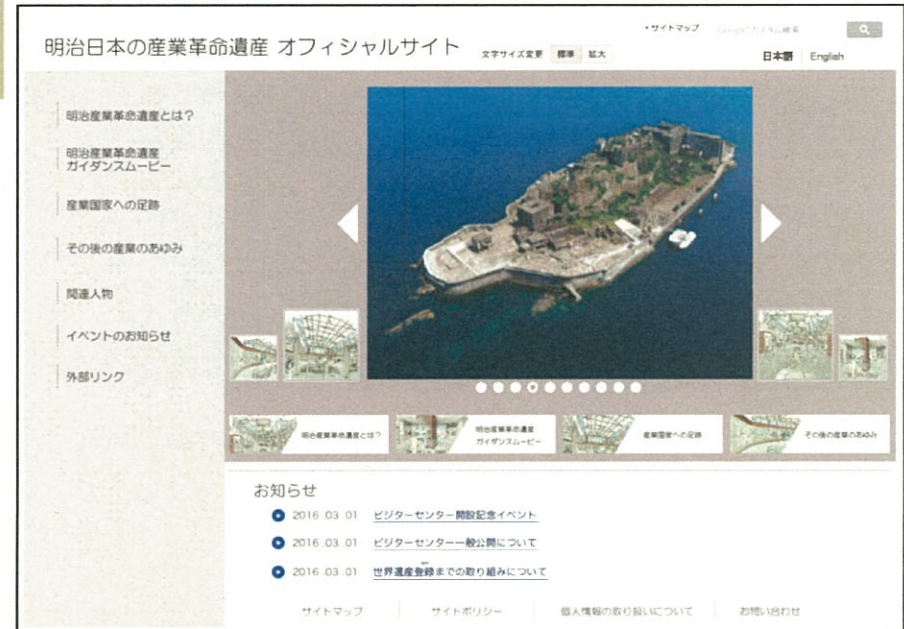 ・サイトマップ
Googleカスタム検索
明治日本の産業革命遺産 オフィシャルサイト
文字サイズ変更 標準 拡大
日本語 English
明治産業革命遺産とは?
明治産業革命遺産
ガイダンスムービー
産業国家への足跡
その後の産業のあゆみ
関連人物
イベントのお知らせ
外部リンク
明治産業革命遺産とは?
明治産業革命遺産
ガイダンスムービー
産業国家への足跡
その後の産業のあゆみ
お知らせ
2016 .03 .01 ビジターセンター開設記念イベント
2016 .03 .01 ビジターセンター一般公開について
2016 .03 .01 世界遺産登録までの取り組みについて
サイトマップ サイトポリシー 個人情報の取り扱いについて お問い合わせ